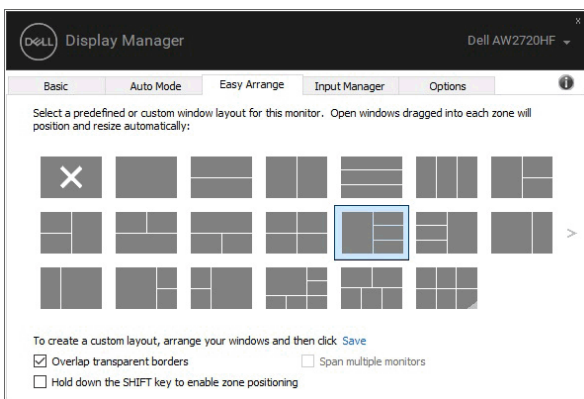 DELL Display Manager
Dell AW2720HF
Basic Auto Mode Easy Arrange Input Manager Options
Select a predefined or custom window layout for this monitor. Open windows dragged into each zone will
position and resize automatically:
To create a custom layout, arrange your windows and then click Save
Overlap transparent borders
Span multiple monitors
Hold down the SHIFT key to enable zone positioning